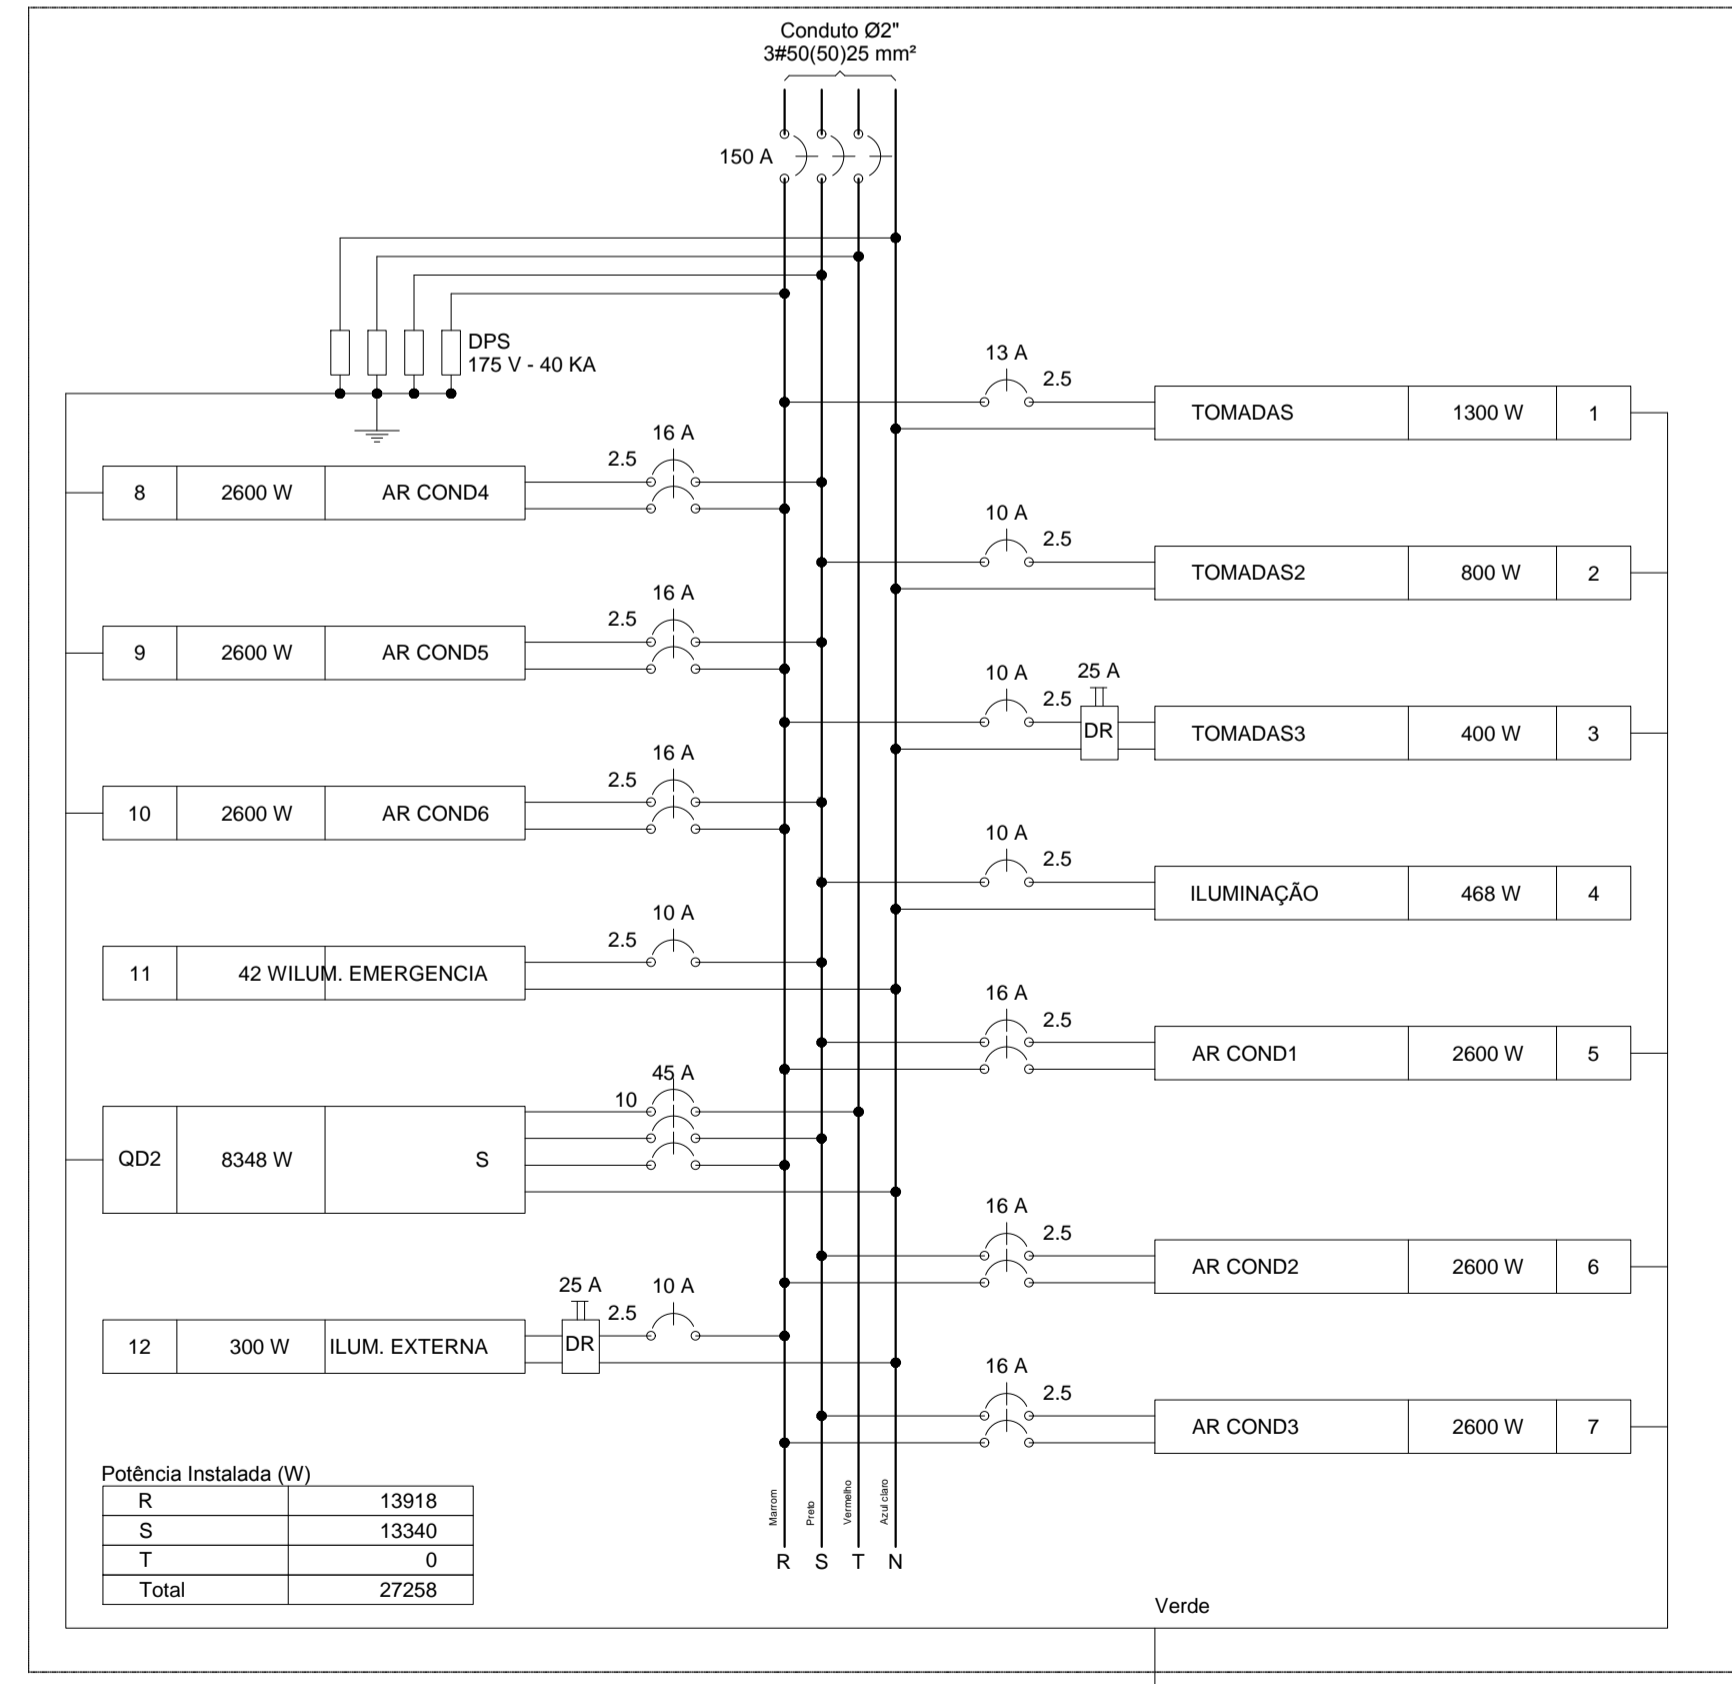 Conduto Ø2"
3#50(50)25 mm²
150 A
DPS
175 V - 40 KA
13 A
2.5
TOMADAS 1300 W 1
16 A
2.5
8 2600 W AR COND4
10 A
2.5
TOMADAS2 800 W 2
16 A
2.5
9 2600 W AR COND5
10 A
2.5
25 A
DR
TOMADAS3 400 W 3
16 A
2.5
10 2600 W AR COND6
10 A
2.5
ILUMINAÇÃO 468 W 4
10 A
2.5
11 42 W ILUM. EMERGENCIA
16 A
2.5
AR COND1 2600 W 5
45 A
10
QD2 8348 W S
16 A
2.5
AR COND2 2600 W 6
25 A
10 A
2.5
DR
12 300 W ILUM. EXTERNA
16 A
2.5
AR COND3 2600 W 7
Potência Instalada (W)
R 13918
S 13340
T 0
Total 27258
Marrom
Preto
Vermelho
Azul claro
R S T N
Verde